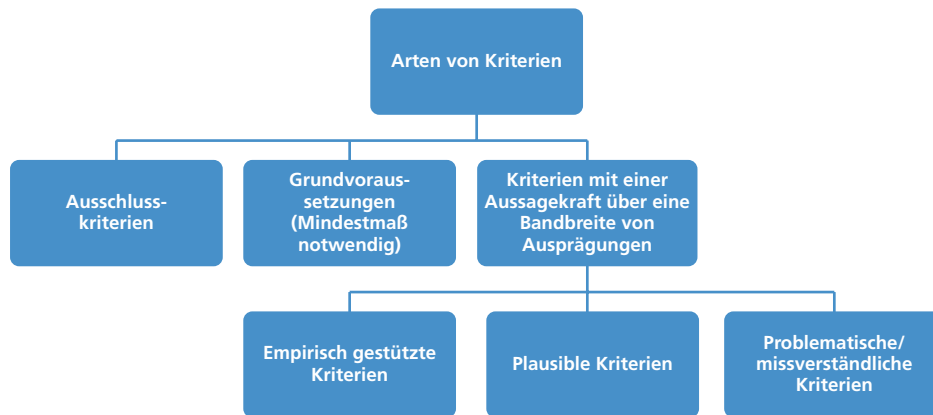 Arten von Kriterien
Ausschluss-
kriterien
Grundvoraus-
setzungen
(Mindestmaß
notwendig)
Kriterien mit einer
Aussagekraft über eine
Bandbreite von
Ausprägungen
Empirisch gestützte
Kriterien
Plausible Kriterien
Problematische/
missverständliche
Kriterien